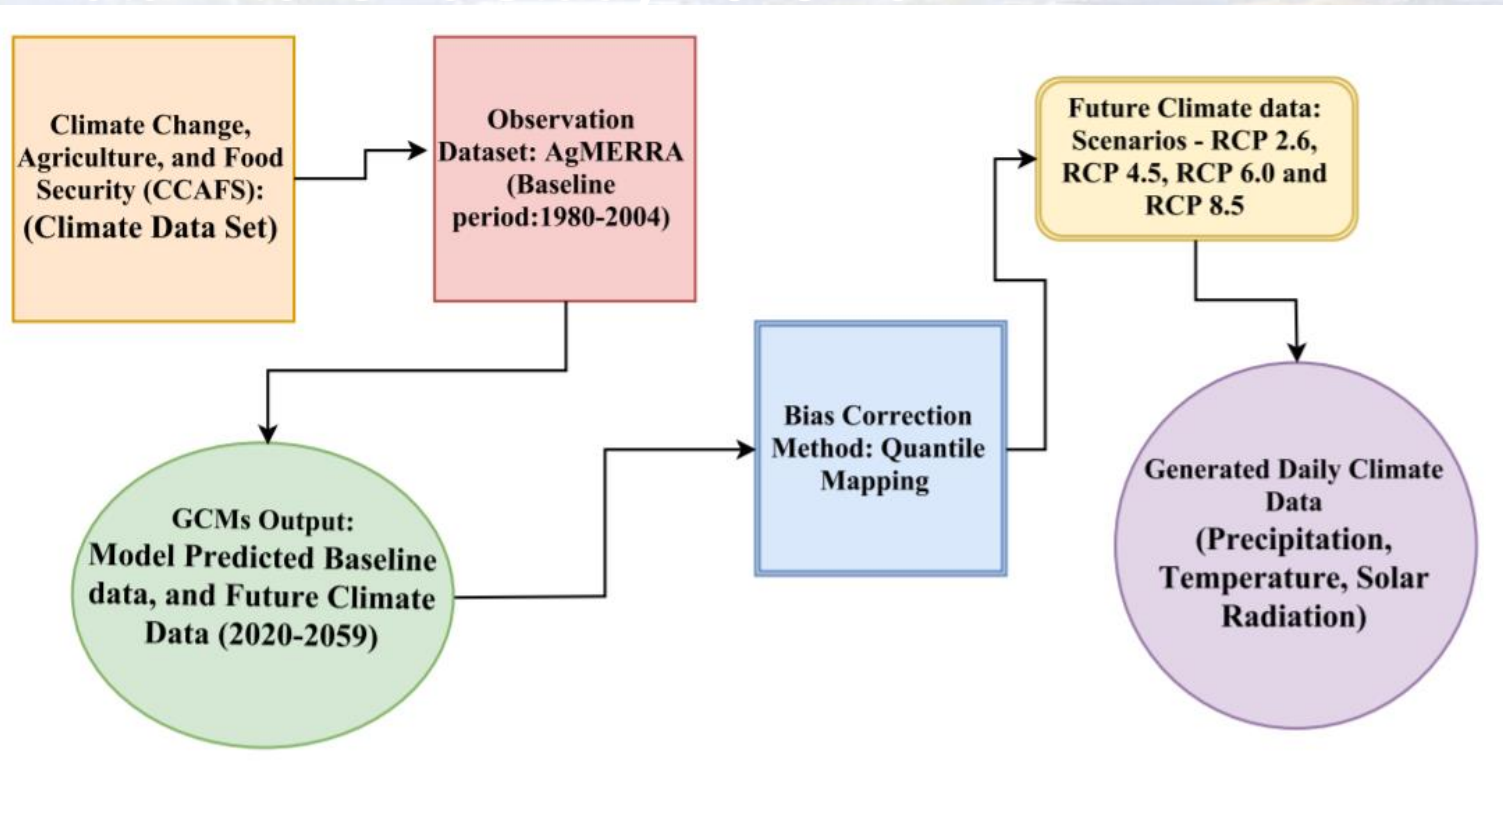 Climate Change,
Agriculture, and Food
Security (CCAFS):
(Climate Data Set)
Observation
Dataset: AgMERRA
(Baseline
period:1980-2004)
GCMs Output:
Model Predicted Baseline
data, and Future Climate
Data (2020-2059)
Bias Correction
Method: Quantile
Mapping
Future Climate data:
Scenarios - RCP 2.6,
RCP 4.5, RCP 6.0 and
RCP 8.5
Generated Daily Climate
Data
(Precipitation,
Temperature, Solar
Radiation)